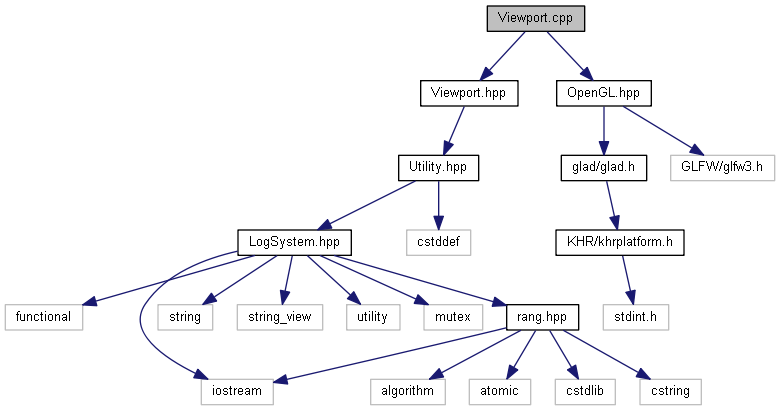 Viewport.cpp
Viewport.hpp
OpenGL.hpp
Utility.hpp
glad/glad.h
GLFW/glfw3.h
LogSystem.hpp
cstddef
KHR/khrplatform.h
functional
string
string_view
utility
mutex
rang.hpp
stdint.h
iostream
algorithm
atomic
cstdlib
cstring